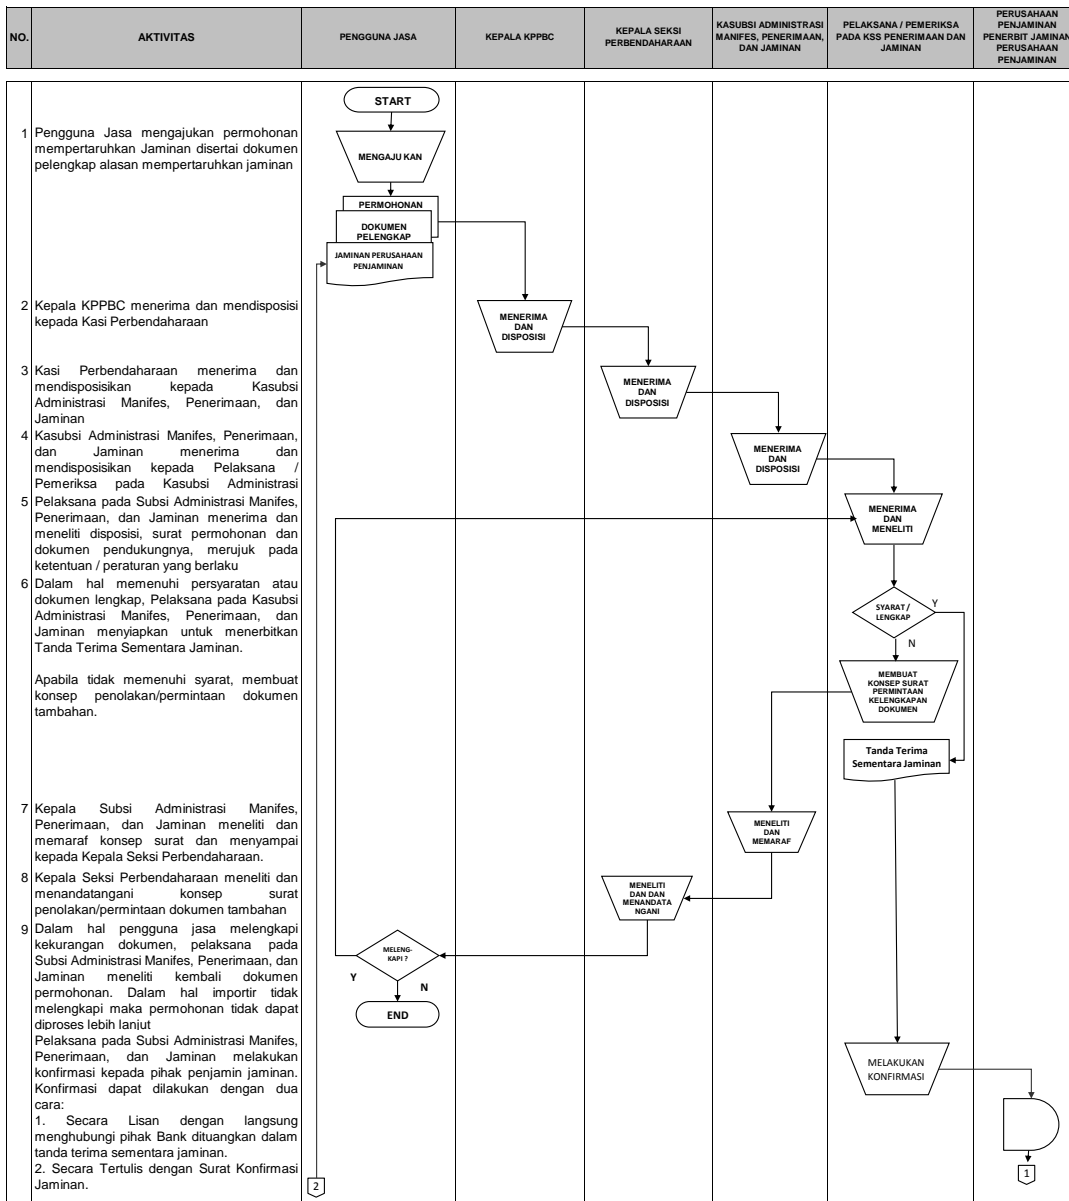 NO.
AKTIVITAS
PENGGUNA JASA
KEPALA KPPBC
KEPALA SEKSI
PERBENDAHARAAN
KASUBSI ADMINISTRASI
MANIFES, PENERIMAAN,
DAN JAMINAN
PELAKSANA / PEMERIKSA
PADA KSS PENERIMAAN DAN
JAMINAN
PERUSAHAAN
PENJAMINAN
PENERBIT JAMINAN
PERUSAHAAN
PENJAMINAN
START
1 Pengguna Jasa mengajukan permohonan
mempertaruhkan Jaminan disertai dokumen
pelengkap alasan mempertaruhkan jaminan
MENGAJU KAN
PERMOHONAN
DOKUMEN
PELENGKAP
JAMINAN PERUSAHAAN
PENJAMINAN
2 Kepala KPPBC menerima dan mendisposisi
kepada Kasi Perbendaharaan
MENERIMA
DAN
DISPOSISI
3 Kasi Perbendaharaan menerima dan
mendisposisikan kepada Kasubsi
Administrasi Manifes, Penerimaan, dan
Jaminan
MENERIMA
DAN
DISPOSISI
4 Kasubsi Administrasi Manifes, Penerimaan,
dan Jaminan menerima dan
mendisposisikan kepada Pelaksana /
Pemeriksa pada Kasubsi Administrasi
MENERIMA
DAN
DISPOSISI
5 Pelaksana pada Subsi Administrasi Manifes,
Penerimaan, dan Jaminan menerima dan
meneliti disposisi, surat permohonan dan
dokumen pendukungnya, merujuk pada
ketentuan / peraturan yang berlaku
MENERIMA
DAN
MENELITI
6 Dalam hal memenuhi persyaratan atau
dokumen lengkap, Pelaksana pada Kasubsi
Administrasi Manifes, Penerimaan, dan
Jaminan menyiapkan untuk menerbitkan
Tanda Terima Sementara Jaminan.
Apabila tidak memenuhi syarat, membuat
konsep penolakan/permintaan dokumen
tambahan.
SYARAT /
LENGKAP
Y
N
MEMBUAT
KONSEP SURAT
PERMINTAAN
KELENGKAPAN
DOKUMEN
Tanda Terima
Sementara Jaminan
7 Kepala Subsi Administrasi Manifes,
Penerimaan, dan Jaminan meneliti dan
memaraf konsep surat dan menyampai
kepada Kepala Seksi Perbendaharaan.
MENELITI
DAN
MEMARAF
8 Kepala Seksi Perbendaharaan meneliti dan
menandatangani konsep surat
penolakan/permintaan dokumen tambahan
MENELITI
DAN DAN
MENANDATA
NGANI
9 Dalam hal pengguna jasa melengkapi
kekurangan dokumen, pelaksana pada
Subsi Administrasi Manifes, Penerimaan, dan
Jaminan meneliti kembali dokumen
permohonan. Dalam hal importir tidak
melengkapi maka permohonan tidak dapat
diproses lebih lanjut
MELENG-
KAPI ?
Y
N
END
Pelaksana pada Subsi Administrasi Manifes,
Penerimaan, dan Jaminan melakukan
konfirmasi kepada pihak penjamin jaminan.
Konfirmasi dapat dilakukan dengan dua
cara:
1. Secara Lisan dengan langsung
menghubungi pihak Bank dituangkan dalam
tanda terima sementara jaminan.
2. Secara Tertulis dengan Surat Konfirmasi
Jaminan.
MELAKUKAN
KONFIRMASI
1
2